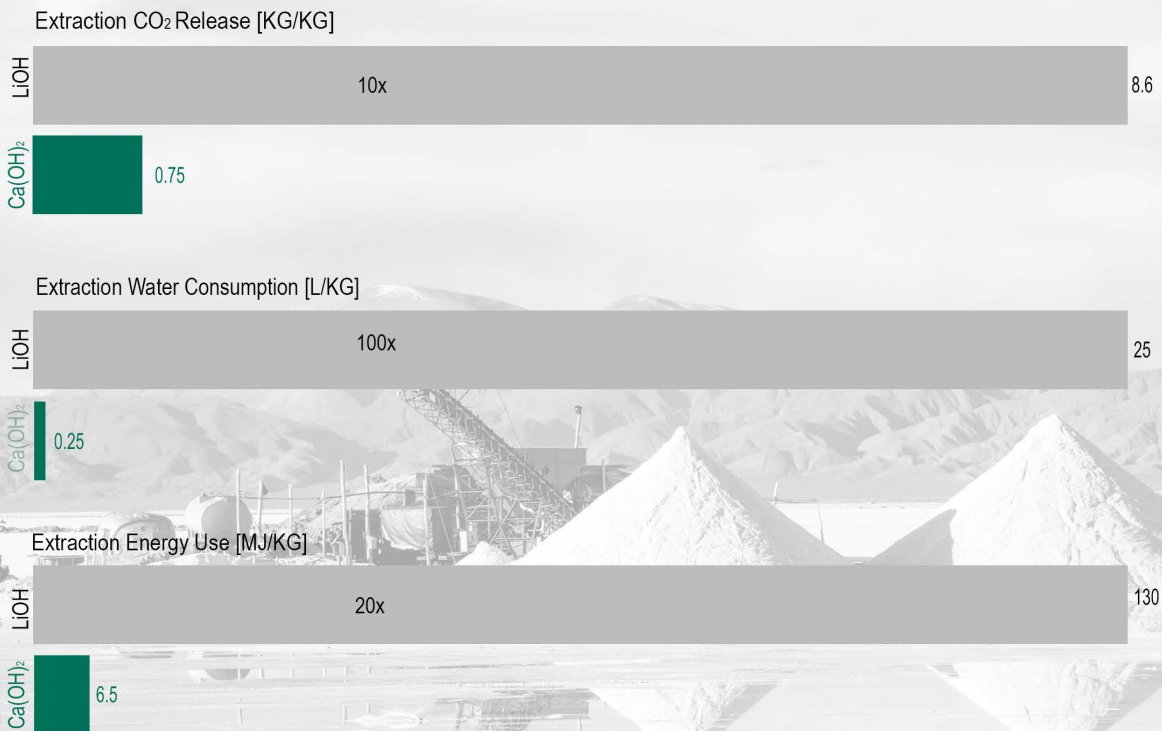 Extraction CO₂ Release [KG/KG]
LiOH
10x
8.6
Ca(OH)₂
0.75
Extraction Water Consumption [L/KG]
LiOH
100x
25
Ca(OH)₂
0.25
Extraction Energy Use [MJ/KG]
LiOH
20x
130
Ca(OH)₂
6.5